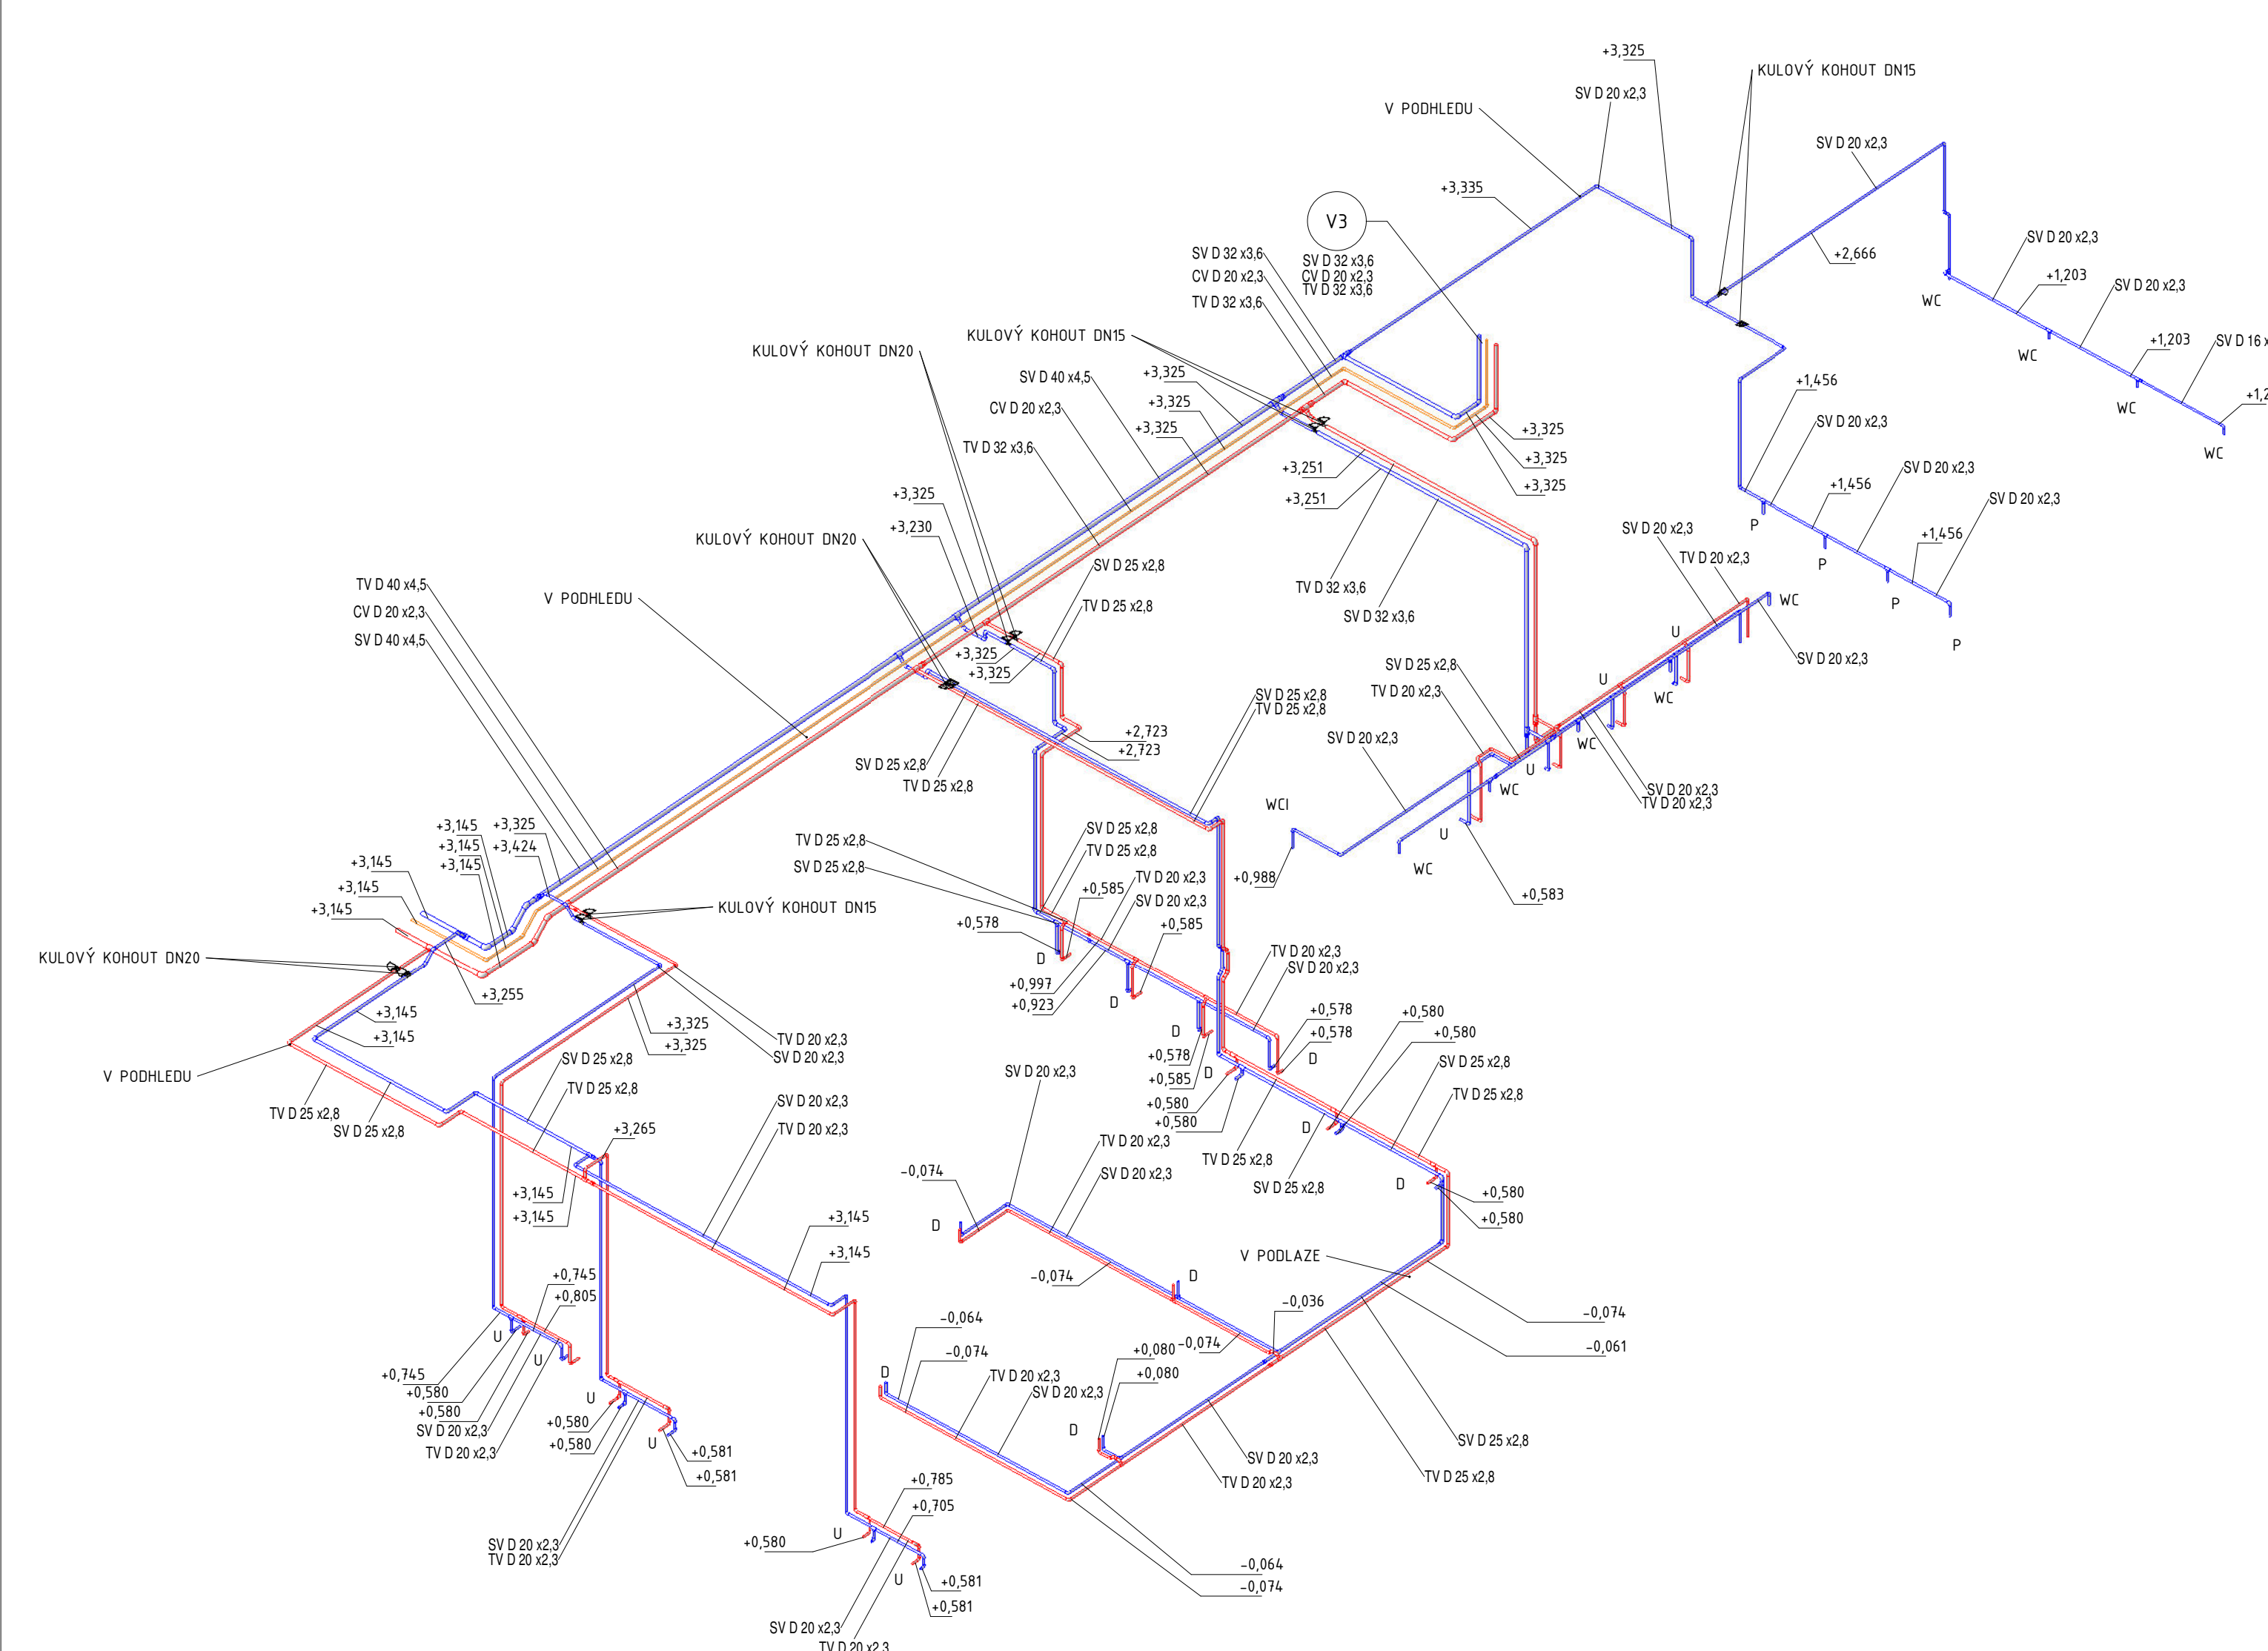 +3,325
KULOVÝ KOHOUT DN15
SV D 20 x2,3
V PODHLEDU
SV D 20 x2,3
+3,335
V3
SV D 32 x3,6
CV D 20 x2,3
TV D 32 x3,6
SV D 32 x3,6
CV D 20 x2,3
TV D 32 x3,6
+2,666
SV D 20 x2,3
+1,203
SV D 20 x2,3
WC
+1,203
SV D 16
WC
WC
WC
KULOVÝ KOHOUT DN15
KULOVÝ KOHOUT DN20
SV D 40 x4,5
+3,325
CV D 20 x2,3
+3,325
TV D 32 x3,6
+3,325
+1,456
SV D 20 x2,3
+3,325
+3,325
+3,325
+3,251
+3,251
SV D 20 x2,3
+1,456
SV D 20 x2,3
+1,456
P
P
P
P
+3,325
+3,230
KULOVÝ KOHOUT DN20
SV D 25 x2,8
TV D 25 x2,8
TV D 32 x3,6
SV D 32 x3,6
SV D 20 x2,3
TV D 20 x2,3
WC
U
SV D 20 x2,3
TV D 40 x4,5
CV D 20 x2,3
SV D 40 x4,5
V PODHLEDU
+3,325
+3,325
SV D 25 x2,8
TV D 20 x2,3
U
WC
SV D 25 x2,8
TV D 25 x2,8
+2,723
+2,723
SV D 20 x2,3
WC
U
SV D 25 x2,8
TV D 25 x2,8
WC
SV D 20 x2,3
TV D 20 x2,3
WCI
U
WC
+0,988
+0,583
+3,145
+3,325
+3,145
+3,424
+3,145
+3,145
+3,145
+3,145
TV D 25 x2,8
SV D 25 x2,8
SV D 25 x2,8
TV D 25 x2,8
+0,585
TV D 20 x2,3
SV D 20 x2,3
KULOVÝ KOHOUT DN15
+0,578
+0,585
KULOVÝ KOHOUT DN20
D
TV D 20 x2,3
SV D 20 x2,3
+3,255
+0,997
+0,923
D
+3,145
+3,145
+3,325
+3,325
TV D 20 x2,3
SV D 20 x2,3
D
+0,578
+0,578
D
+0,580
+0,580
+0,578
+0,585
D
SV D 25 x2,8
TV D 25 x2,8
V PODHLEDU
SV D 25 x2,8
TV D 25 x2,8
TV D 25 x2,8
SV D 25 x2,8
SV D 20 x2,3
SV D 20 x2,3
TV D 20 x2,3
+3,265
+0,580
+0,580
D
TV D 20 x2,3
SV D 20 x2,3
TV D 25 x2,8
SV D 25 x2,8
D
+0,580
+0,580
-0,074
+3,145
+3,145
+3,145
+3,145
D
V PODLAZE
D
-0,074
-0,036
-0,074
-0,061
+0,745
+0,805
-0,064
-0,074
-0,074
U
U
+0,080
+0,080
+0,745
+0,580
+0,580
SV D 20 x2,3
TV D 20 x2,3
D
TV D 20 x2,3
SV D 20 x2,3
D
U
+0,580
+0,580
U
+0,581
+0,581
SV D 25 x2,8
TV D 25 x2,8
SV D 20 x2,3
TV D 20 x2,3
+0,785
+0,705
U
+0,580
SV D 20 x2,3
TV D 20 x2,3
U
+0,581
+0,581
-0,064
-0,074
SV D 20 x2,3
TV D 20 x2,3